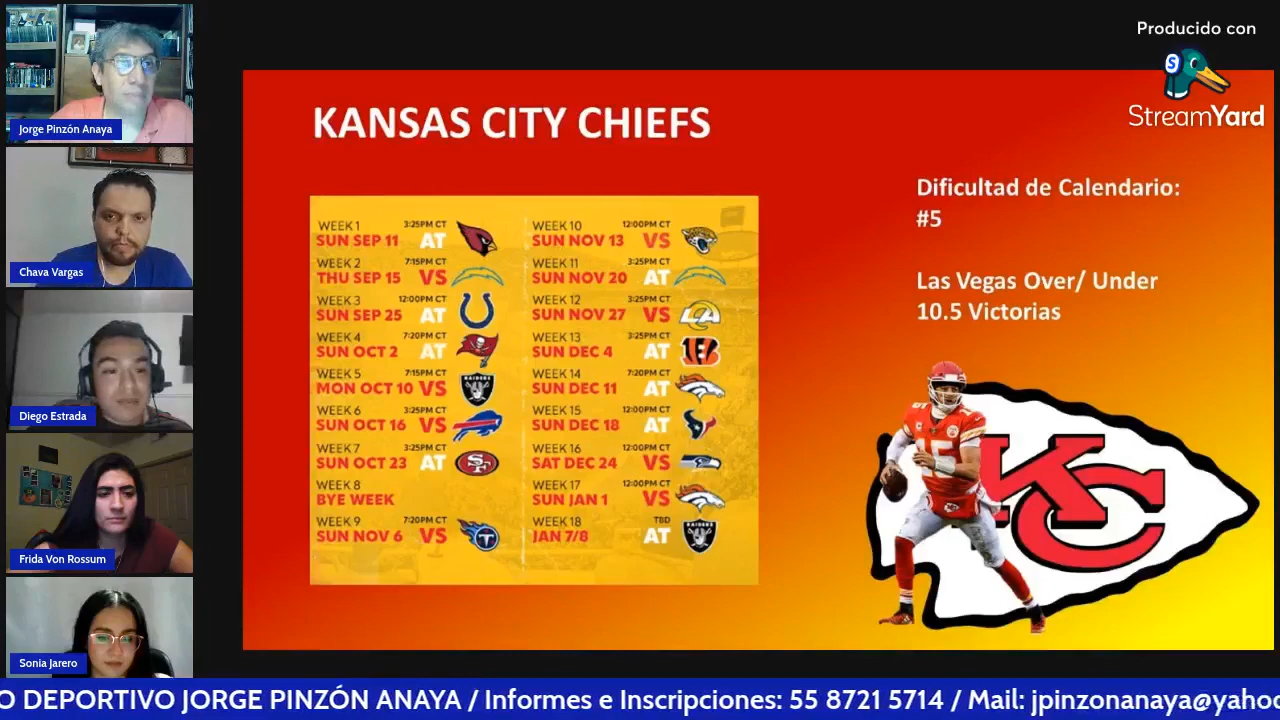 Producido con
StreamYard
Jorge Pinzón Anaya
Chava Vargas
Diego Estrada
Frida Von Rossum
Sonia Jarero
KANSAS CITY CHIEFS
WEEK 1 3:25PM CT
SUN SEP 11 AT
WEEK 2 7:15PM CT
THU SEP 15 VS
WEEK 3 12:00PM CT
SUN SEP 25 AT
WEEK 4 7:20PM CT
SUN OCT 2 AT
WEEK 5 7:15PM CT
MON OCT 10 VS
RAIDERS
WEEK 6 3:25PM CT
SUN OCT 16 VS
WEEK 7 3:25PM CT
SUN OCT 23 AT
SF
WEEK 8
BYE WEEK
WEEK 9 7:20PM CT
SUN NOV 6 VS
T
WEEK 10 12:00PM CT
SUN NOV 13 VS
WEEK 11 3:25PM CT
SUN NOV 20 AT
WEEK 12 3:25PM CT
SUN NOV 27 VS
LA
WEEK 13 3:25PM CT
SUN DEC 4 AT
WEEK 14 7:20PM CT
SUN DEC 11 AT
WEEK 15 12:00PM CT
SUN DEC 18 AT
WEEK 16 12:00PM CT
SAT DEC 24 VS
WEEK 17 12:00PM CT
SUN JAN 1 VS
WEEK 18 TBD
JAN 7/8 AT
RAIDERS
Dificultad de Calendario:
#5
Las Vegas Over/ Under
10.5 Victorias
15
KC
O DEPORTIVO JORGE PINZÓN ANAYA / Informes e Inscripciones: 55 8721 5714 / Mail: jpinzonanaya@yahoo